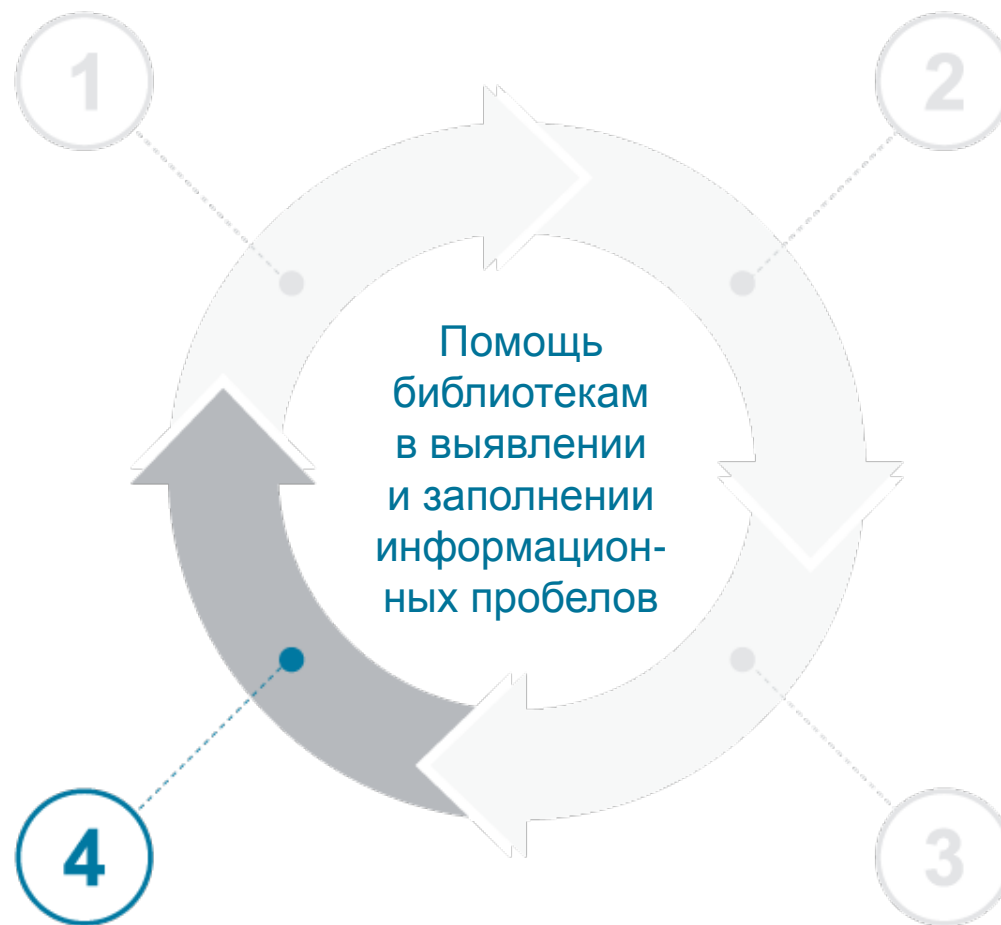 1
2
Помощь
библиотекам
в выявлении
и заполнении
информацион-
ных пробелов
4
3